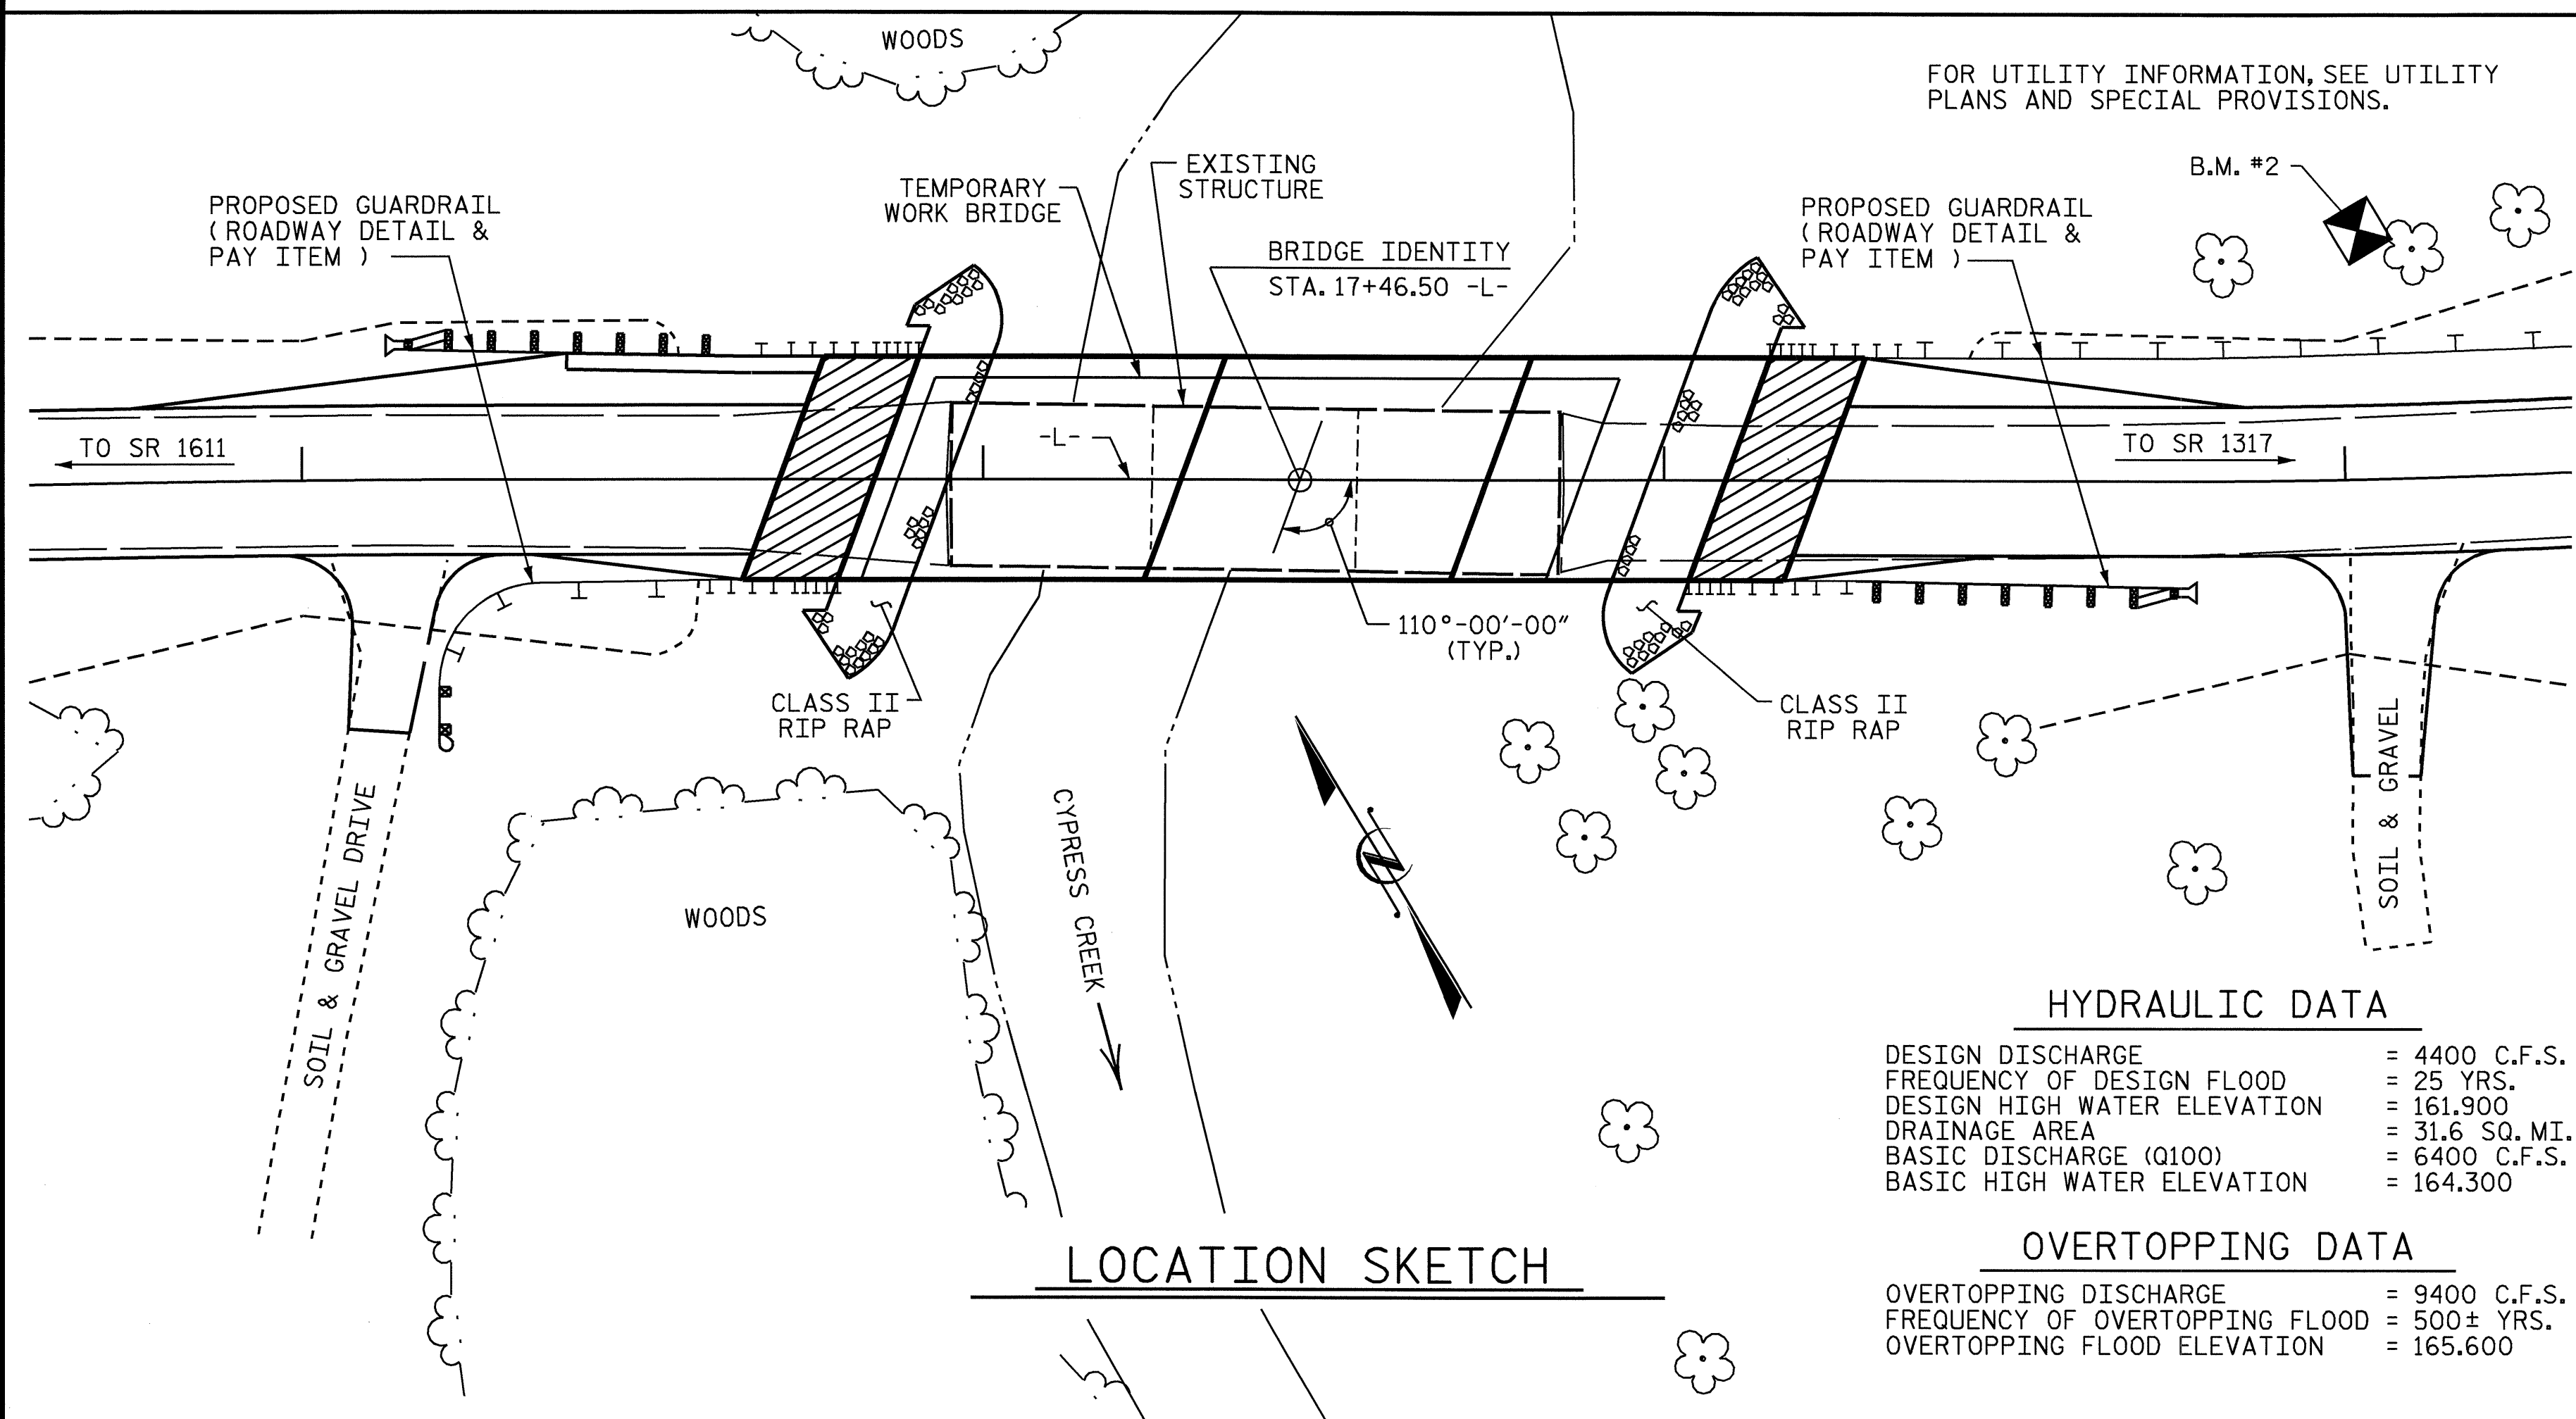 WOODS
FOR UTILITY INFORMATION, SEE UTILITY
PLANS AND SPECIAL PROVISIONS.
B.M. #2
EXISTING
STRUCTURE
TEMPORARY
WORK BRIDGE
PROPOSED GUARDRAIL
(ROADWAY DETAIL &
PAY ITEM )
PROPOSED GUARDRAIL
(ROADWAY DETAIL &
PAY ITEM )
BRIDGE IDENTITY
STA. 17+46.50 -L-
TO SR 1611
-L-
TO SR 1317
110°-00'-00"
(TYP.)
CLASS II
RIP RAP
CLASS II
RIP RAP
SOIL & GRAVEL DRIVE
WOODS
CYPRESS CREEK
N
SOIL & GRAVEL
HYDRAULIC DATA
DESIGN DISCHARGE = 4400 C.F.S.
FREQUENCY OF DESIGN FLOOD = 25 YRS.
DESIGN HIGH WATER ELEVATION = 161.900
DRAINAGE AREA = 31.6 SQ. MI.
BASIC DISCHARGE (Q100) = 6400 C.F.S.
BASIC HIGH WATER ELEVATION = 164.300
OVERTOPPING DATA
OVERTOPPING DISCHARGE = 9400 C.F.S.
FREQUENCY OF OVERTOPPING FLOOD = 500± YRS.
OVERTOPPING FLOOD ELEVATION = 165.600
LOCATION SKETCH